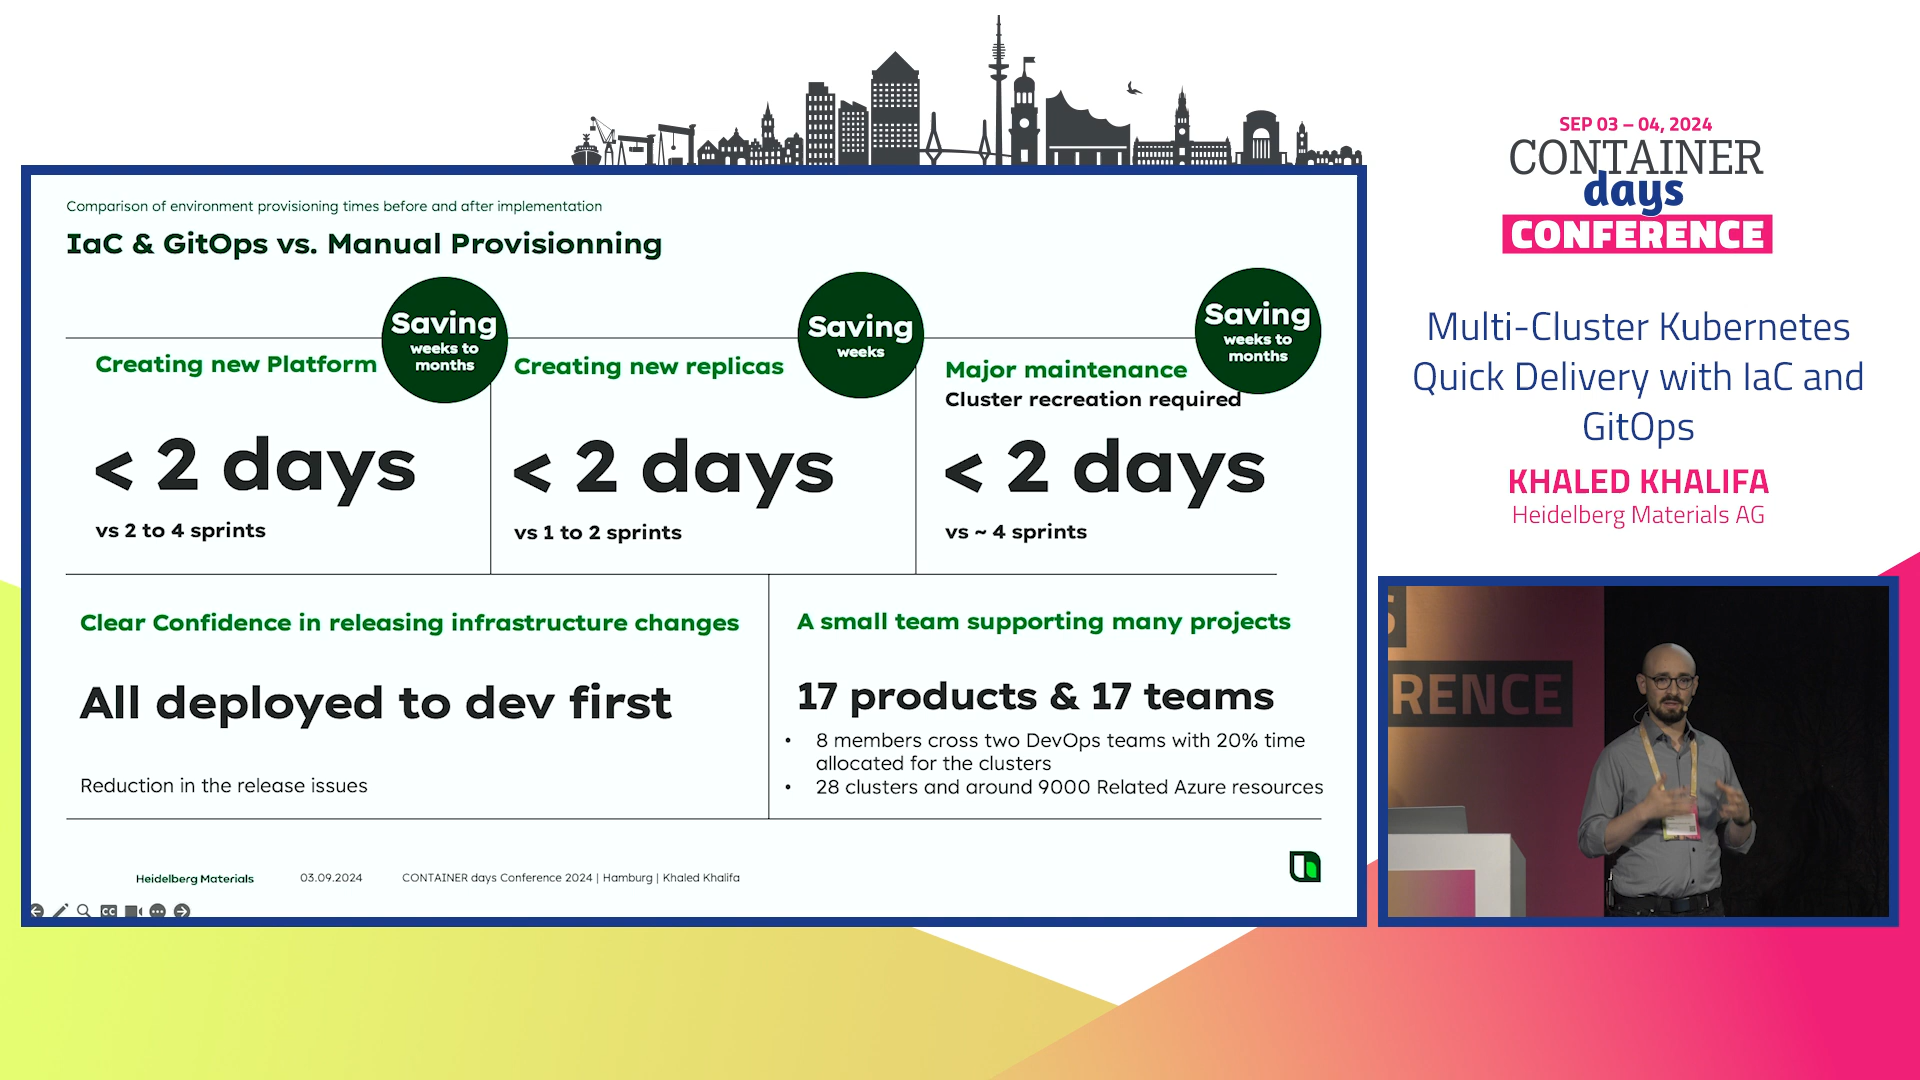 SEP 03 – 04, 2024
CONTAINER
days
CONFERENCE
Multi-Cluster Kubernetes
Quick Delivery with IaC and
GitOps
KHALED KHALIFA
Heidelberg Materials AG
Comparison of environment provisioning times before and after implementation
IaC & GitOps vs. Manual Provisionning
Creating new Platform
Saving
weeks to
months
< 2 days
vs 2 to 4 sprints
Creating new replicas
Saving
weeks
< 2 days
vs 1 to 2 sprints
Major maintenance
Cluster recreation required
Saving
weeks to
months
< 2 days
vs ~ 4 sprints
Clear Confidence in releasing infrastructure changes
All deployed to dev first
Reduction in the release issues
A small team supporting many projects
17 products & 17 teams
• 8 members cross two DevOps teams with 20% time
allocated for the clusters
• 28 clusters and around 9000 Related Azure resources
Heidelberg Materials
03.09.2024
CONTAINER days Conference 2024 | Hamburg | Khaled Khalifa
CC
S
RENCE